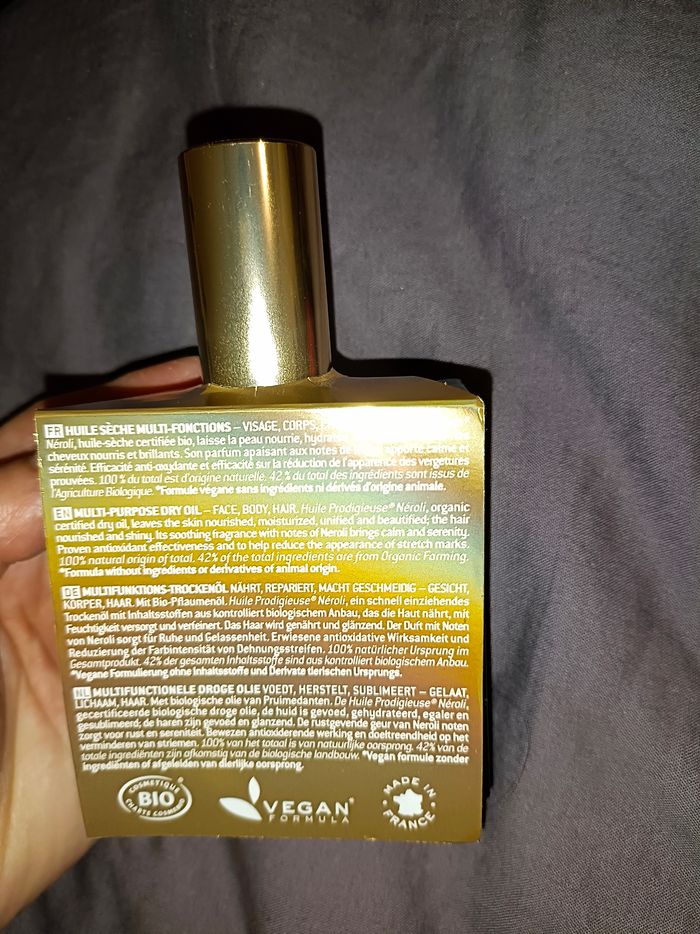 FR HUILE SÈCHE MULTI-FONCTIONS – VISAGE, CORPS,
Néroli, huile-sèche certifiée bio, laisse la peau nourrie,
cheveux nourris et brillants. Son parfum apaisant aux notes de apporte calme et
sérénité. Efficacité anti-oxydante et efficacité sur la réduction de l'apparence des vergetures
prouvées. 100 % du total est d'origine naturelle. 42 % du total des ingrédients sont issus de
l'Agriculture Biologique. *Formule végane sans ingrédients ni dérivés d'origine animale.
EN MULTI-PURPOSE DRY OIL – FACE, BODY, HAIR. Huile Prodigieuse® Néroli, organic
certified dry oil, leaves the skin nourished, moisturized, unified and beautified; the hair
nourished and shiny. Its soothing fragrance with notes of Neroli brings calm and serenity.
Proven antioxidant effectiveness and to help reduce the appearance of stretch marks.
100% natural origin of total. 42% of the total ingredients are from Organic Farming.
*Formula without ingredients or derivatives of animal origin.
DE MULTIFUNKTIONS-TROCKENÖL NÄHRT, REPARIERT, MACHT GESCHMEIDIG – GESICHT,
KÖRPER, HAAR. Mit Bio-Pflaumenöl. Huile Prodigieuse® Néroli, ein schnell einziehendes
Trockenöl mit Inhaltsstoffen aus kontrolliert biologischen Anbau, das die Haut nährt, mit
Feuchtigkeit versorgt und verfeinert. Das Haar wird genährt und glänzend. Der Duft mit Noten
von Neroli sorgt für Ruhe und Gelassenheit. Erwiesene antioxidative Wirksamkeit und
Reduzierung der Farbintensität von Dehnungsstreifen. 100% natürlicher Ursprung im
Gesamtprodukt. 42% der gesamten Inhaltsstoffe sind aus kontrolliert biologischem Anbau.
*Vegane Formulierung ohne Inhaltsstoffe und Derivate tierischen Ursprungs.
NL MULTIFUNCTIONELE DROGE OLIE VOEDT, HERSTELT, SUBLIMEERT – GELAAT,
LICHAAM, HAAR. Met biologische olie van Pruimedanten. De Huile Prodigieuse® Néroli,
gecertificeerde biologische droge olie, de huid is gevoed, gehydrateerd, egaler en
gesublimeerd; de haren zijn gevoed en glanzend. De rustgevende geur van Neroli noten
zorgt voor rust en sereniteit. Bewezen antioxiderende werking en doeltreendheid op het
verminderen van striemen. 100% van het totaal is van natuurlijke oorsprong. 42% van de
totale ingrediënten zijn afkomstig van de biologische landbouw. *Vegan formule zonder
ingrediënten of afgeleiden van dierlijke oorsprong.
COSMETIQUE
BIO
CHARTE COSMEBIO
VEGAN
FORMULA
MADE IN
FRANCE